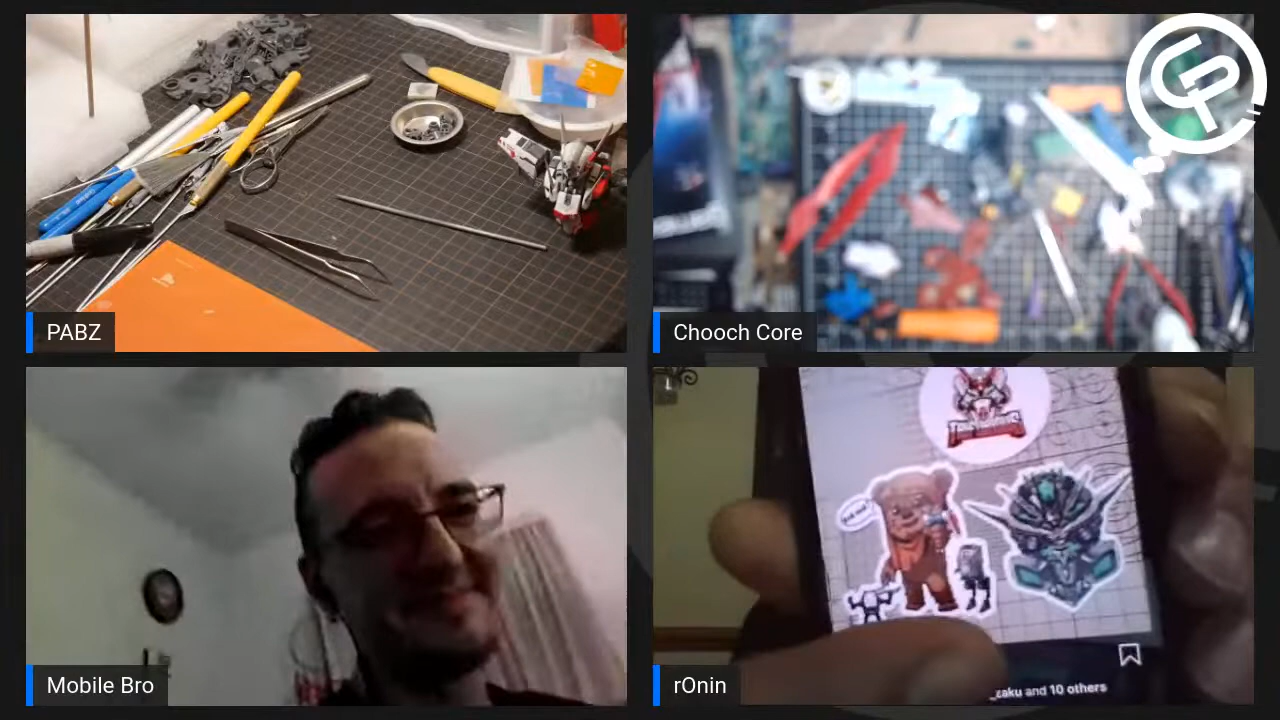 PABZ
Chooch Core
Mobile Bro
rOnin
_zaku and 10 others